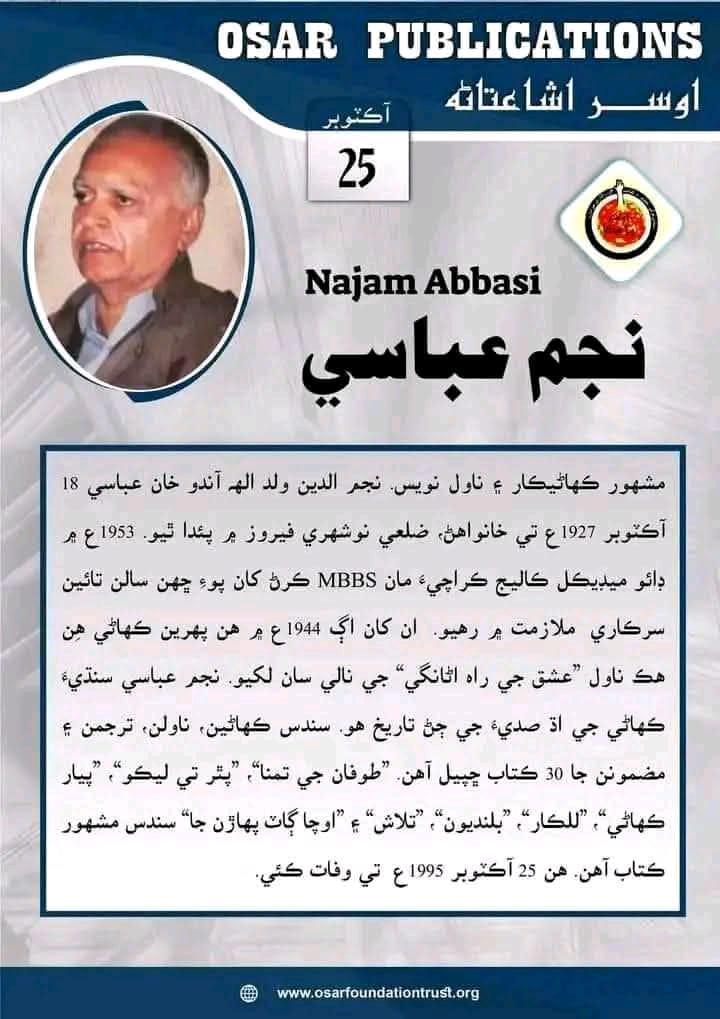 OSAR PUBLICATIONS
اوســر اشاعتاڻه
آڪٽوبر
25
Najam Abbasi
نجم عباسي
مشهور ڪهاڻيڪار ۽ ناول نويس. نجم الدين ولد الهہ آندو خان عباسي 18
آڪٽوبر 1927ع تي خانواهڻ، ضلعي نوشهري فيروز ۾ پئدا ٿيو. 1953ع ۾
ڊائو ميڊيڪل ڪاليج ڪراچيءَ مان MBBS ڪرڻ کان پوءِ ڇهن سالن تائين
سرڪاري ملازمت ۾ رهيو. ان کان اڳ 1944ع ۾ هن پهرين ڪهاڻي هِن
هڪ ناول ”عشق جي راه اڻانگي“ جي نالي سان لکيو. نجم عباسي سنڌيءَ
ڪهاڻي جي اڌ صديءَ جي ڄڻ تاريخ هو. سندس ڪهاڻين، ناولن، ترجمن ۽
مضمونن جا 30 ڪتاب ڇپيل آهن. ”طوفان جي تمنا“، ”پٿر تي ليڪو“، ”پيار
ڪهاڻي“، ”للڪار“، ”بلنديون“، ”تلاش“ ۽ ”اوچا ڳاٽ پهاڙن جا“ سندس مشهور
ڪتاب آهن. هن 25 آڪٽوبر 1995ع تي وفات ڪئي.
www.osarfoundationtrust.org